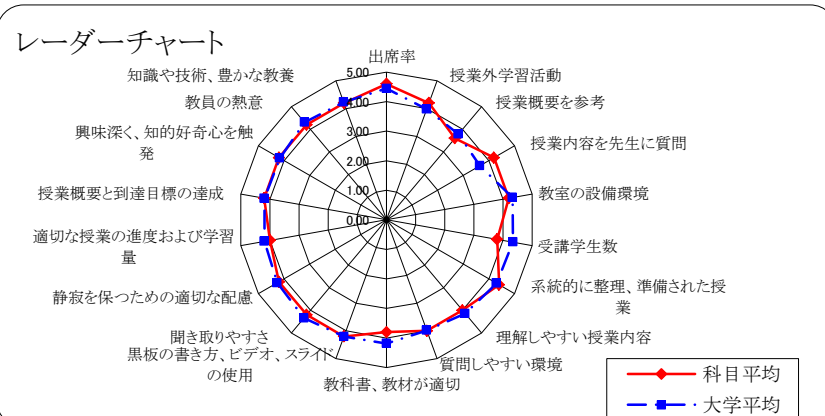 レーダーチャート
出席率
授業外学習活動
授業概要を参考
授業内容を先生に質問
教室の設備環境
受講学生数
系統的に整理、準備された授
業
理解しやすい授業内容
質問しやすい環境
教科書、教材が適切
黒板の書き方、ビデオ、スライド
の使用
聞き取りやすさ
静寂を保つための適切な配慮
適切な授業の進度および学習
量
授業概要と到達目標の達成
興味深く、知的好奇心を触
発
教員の熱意
知識や技術、豊かな教養
5.00
4.00
3.00
2.00
1.00
0.00
科目平均
大学平均